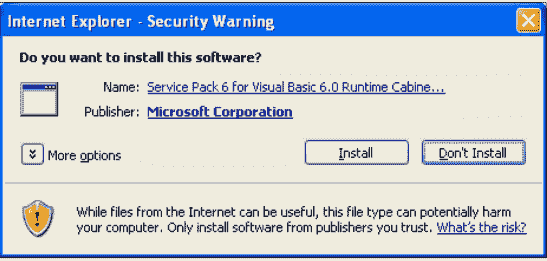 Internet Explorer - Security Warning
Do you want to install this software?
Name: Service Pack 6 for Visual Basic 6.0 Runtime Cabine...
Publisher: Microsoft Corporation
More options
Install
Don't Install
While files from the Internet can be useful, this file type can potentially harm
your computer. Only install software from publishers you trust. What's the risk?